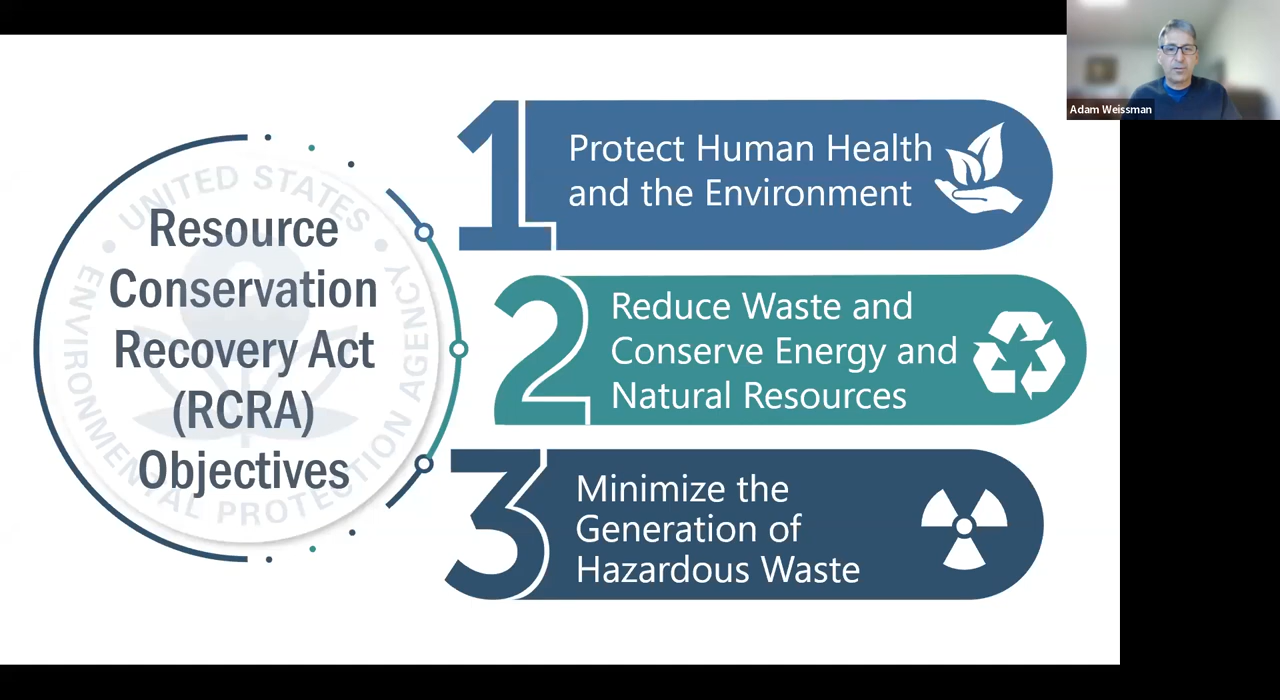 Adam Weissman
UNITED STATES
ENVIRONMENTAL PROTECTION AGENCY
Resource
Conservation
Recovery Act
(RCRA)
Objectives
1
Protect Human Health
and the Environment
2
Reduce Waste and
Conserve Energy and
Natural Resources
3
Minimize the
Generation of
Hazardous Waste